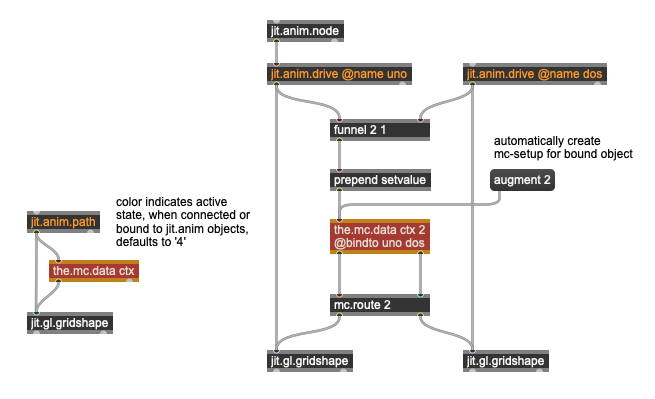 jit.anim.node
jit.anim.drive @name uno
jit.anim.drive @name dos
funnel 2 1
automatically create
mc-setup for bound object
prepend setvalue
augment 2
color indicates active
state, when connected or
bound to jit.anim objects,
defaults to '4'
jit.anim.path
the.mc.data ctx 2
@bindto uno dos
the.mc.data ctx
mc.route 2
jit.gl.gridshape
jit.gl.gridshape
jit.gl.gridshape